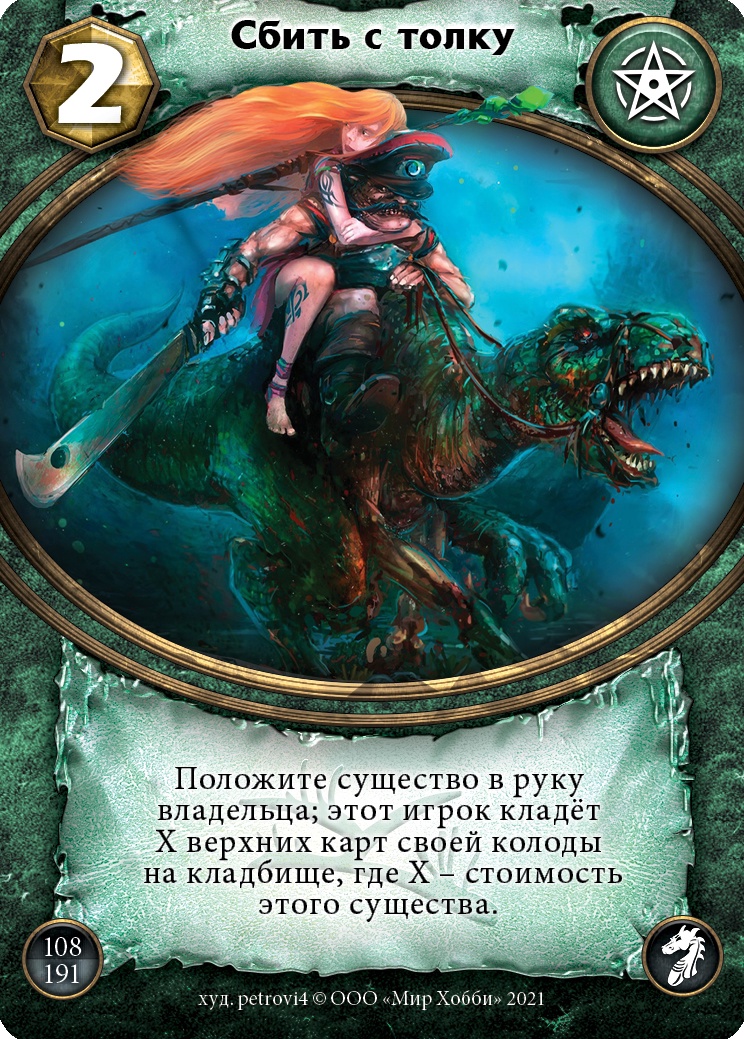 Сбить с толку
2
Положите существо в руку
владельца; этот игрок кладёт
X верхних карт своей колоды
на кладбище, где X – стоимость
этого существа.
108
191
худ. petrovi4 © ООО «Мир Хобби» 2021